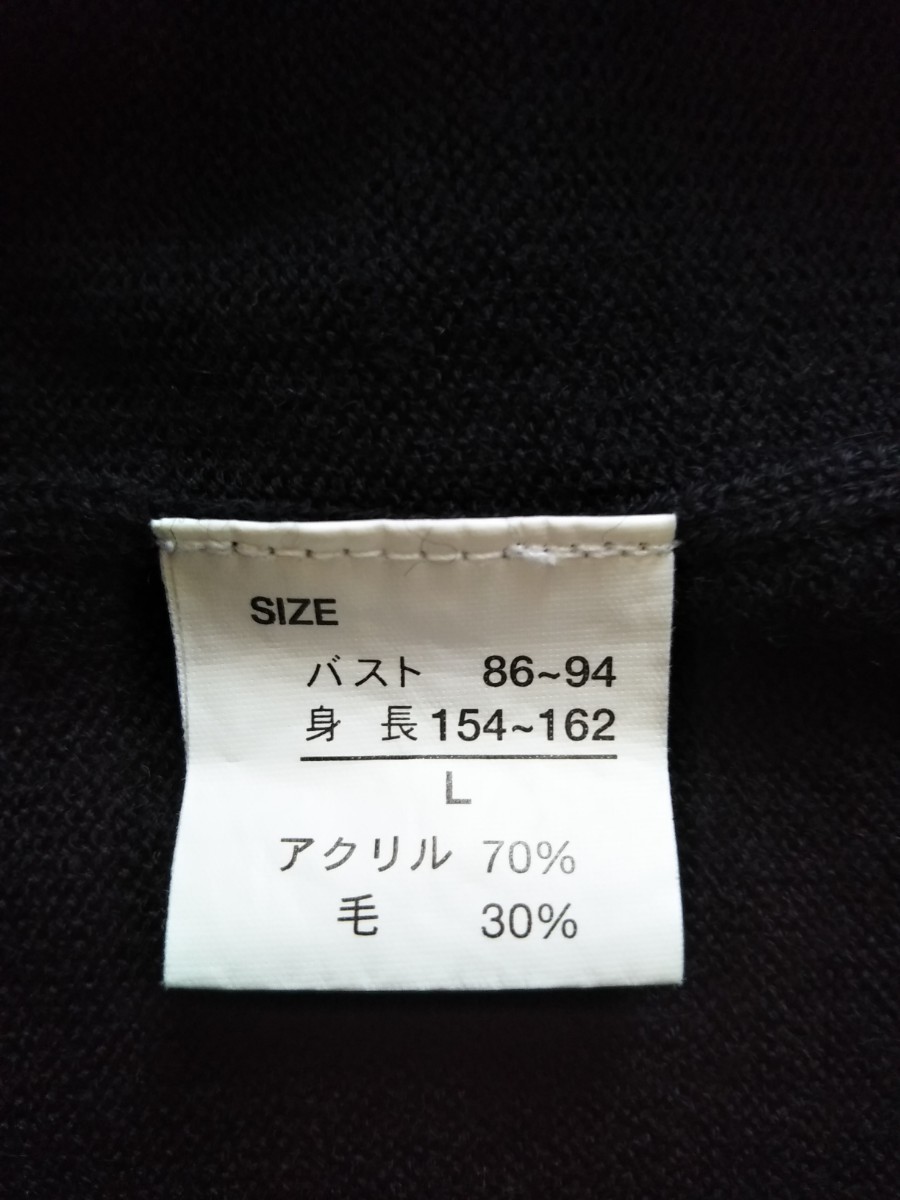 SIZE
バスト 86~94
身 長 154~162
L
アクリル 70%
毛 30%